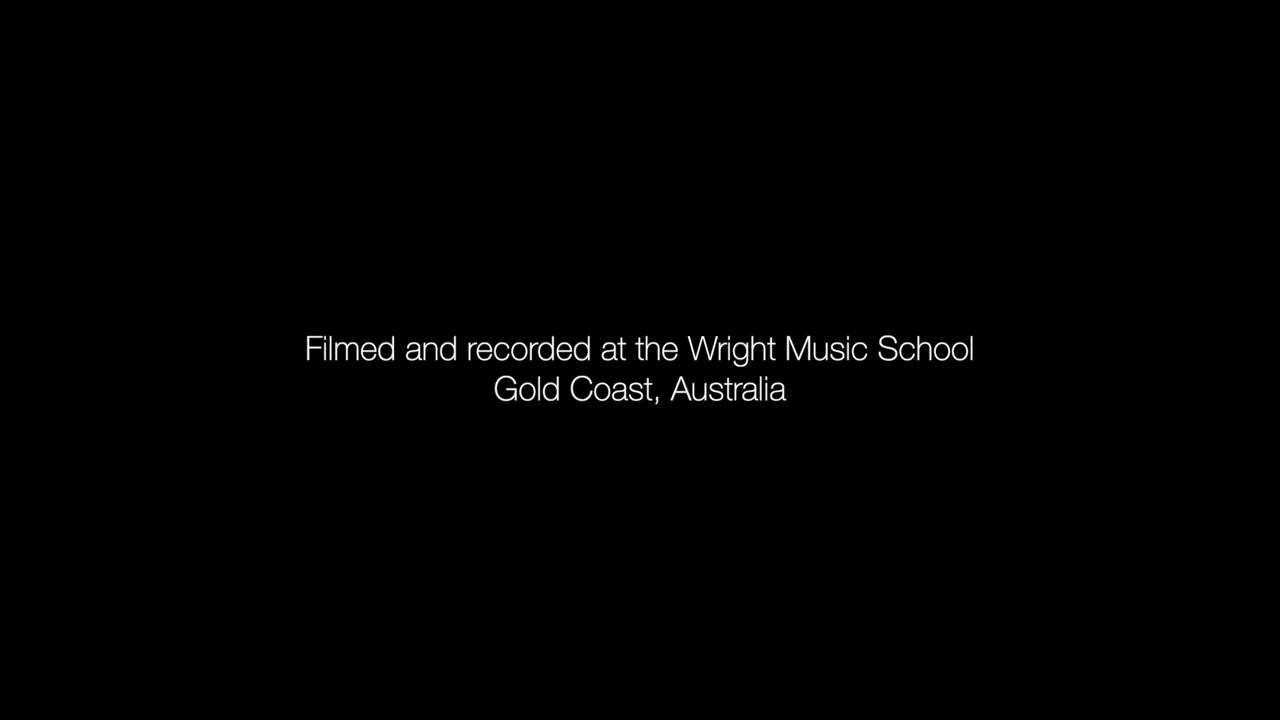 Filmed and recorded at the Wright Music School
Gold Coast, Australia